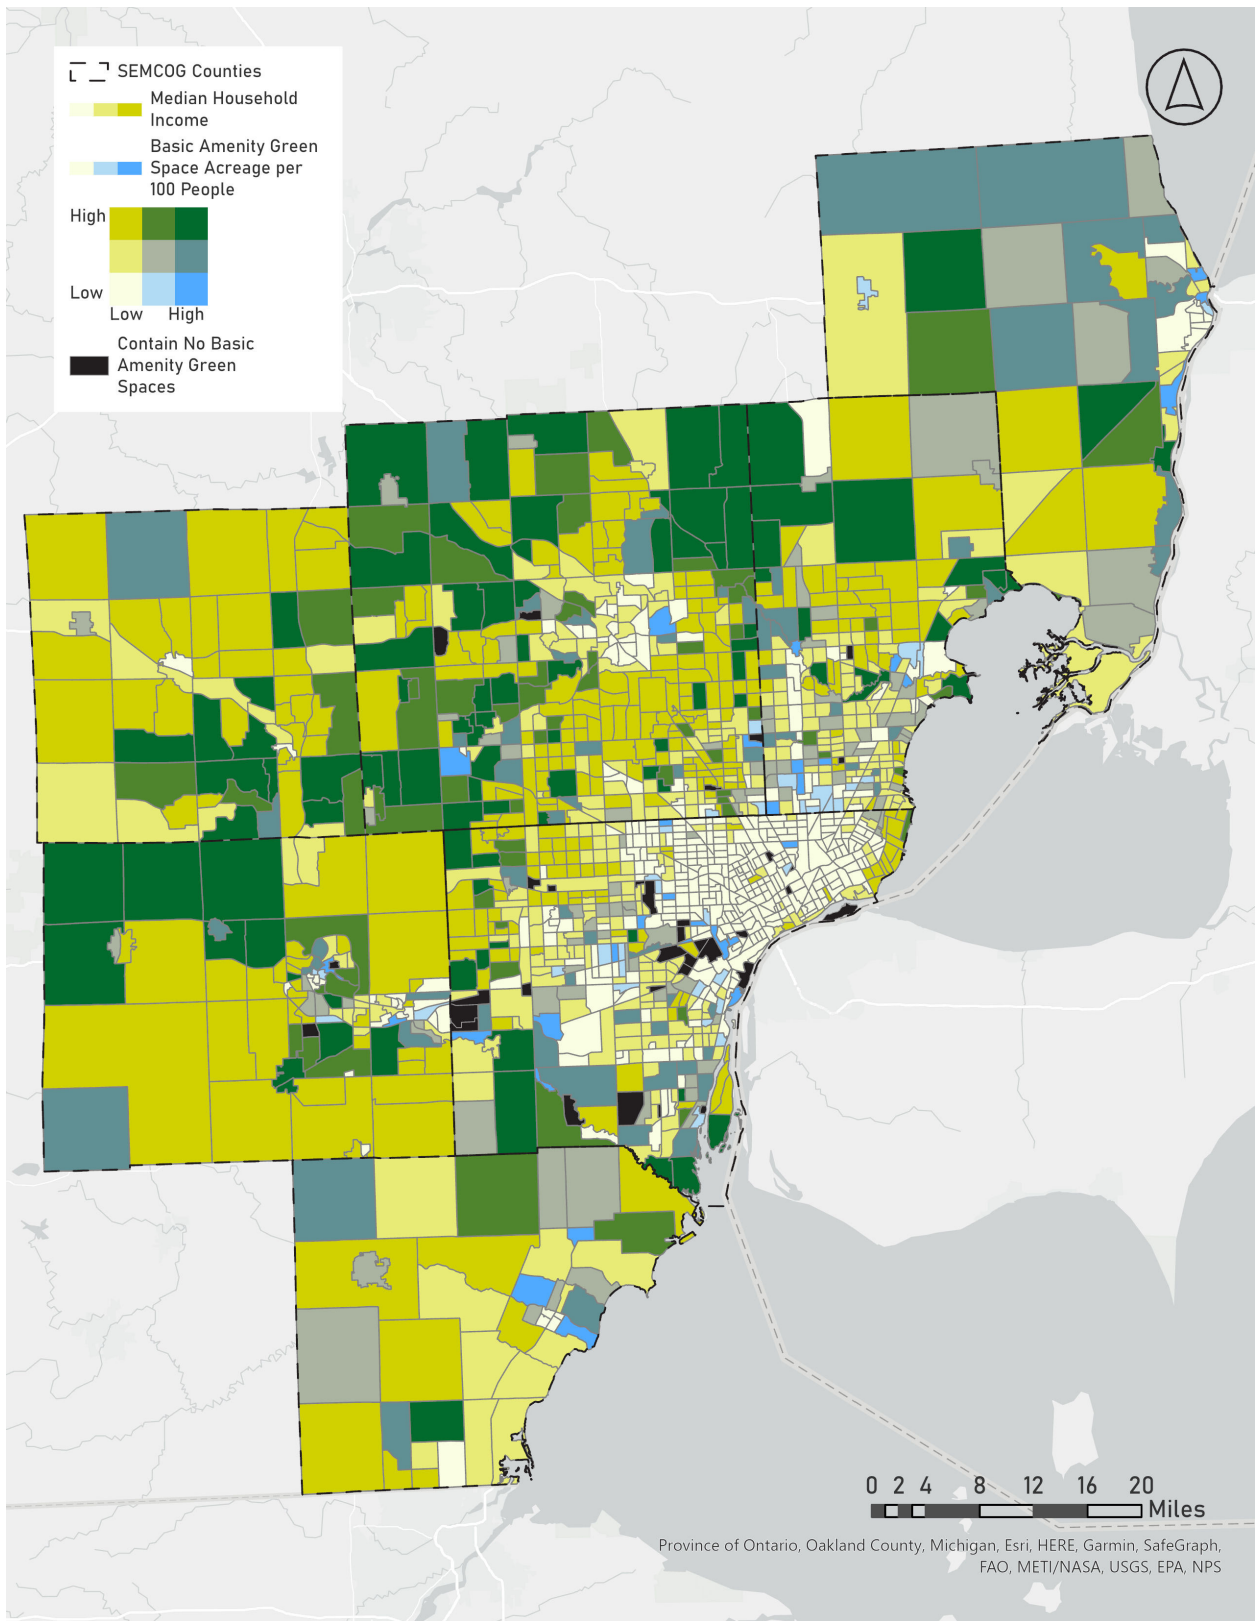 SEMCOG Counties
Median Household
Income
Basic Amenity Green
Space Acreage per
100 People
High
Low
Low High
Contain No Basic
Amenity Green
Spaces
0 2 4 8 12 16 20
Miles
Province of Ontario, Oakland County, Michigan, Esri, HERE, Garmin, SafeGraph,
FAO, METI/NASA, USGS, EPA, NPS